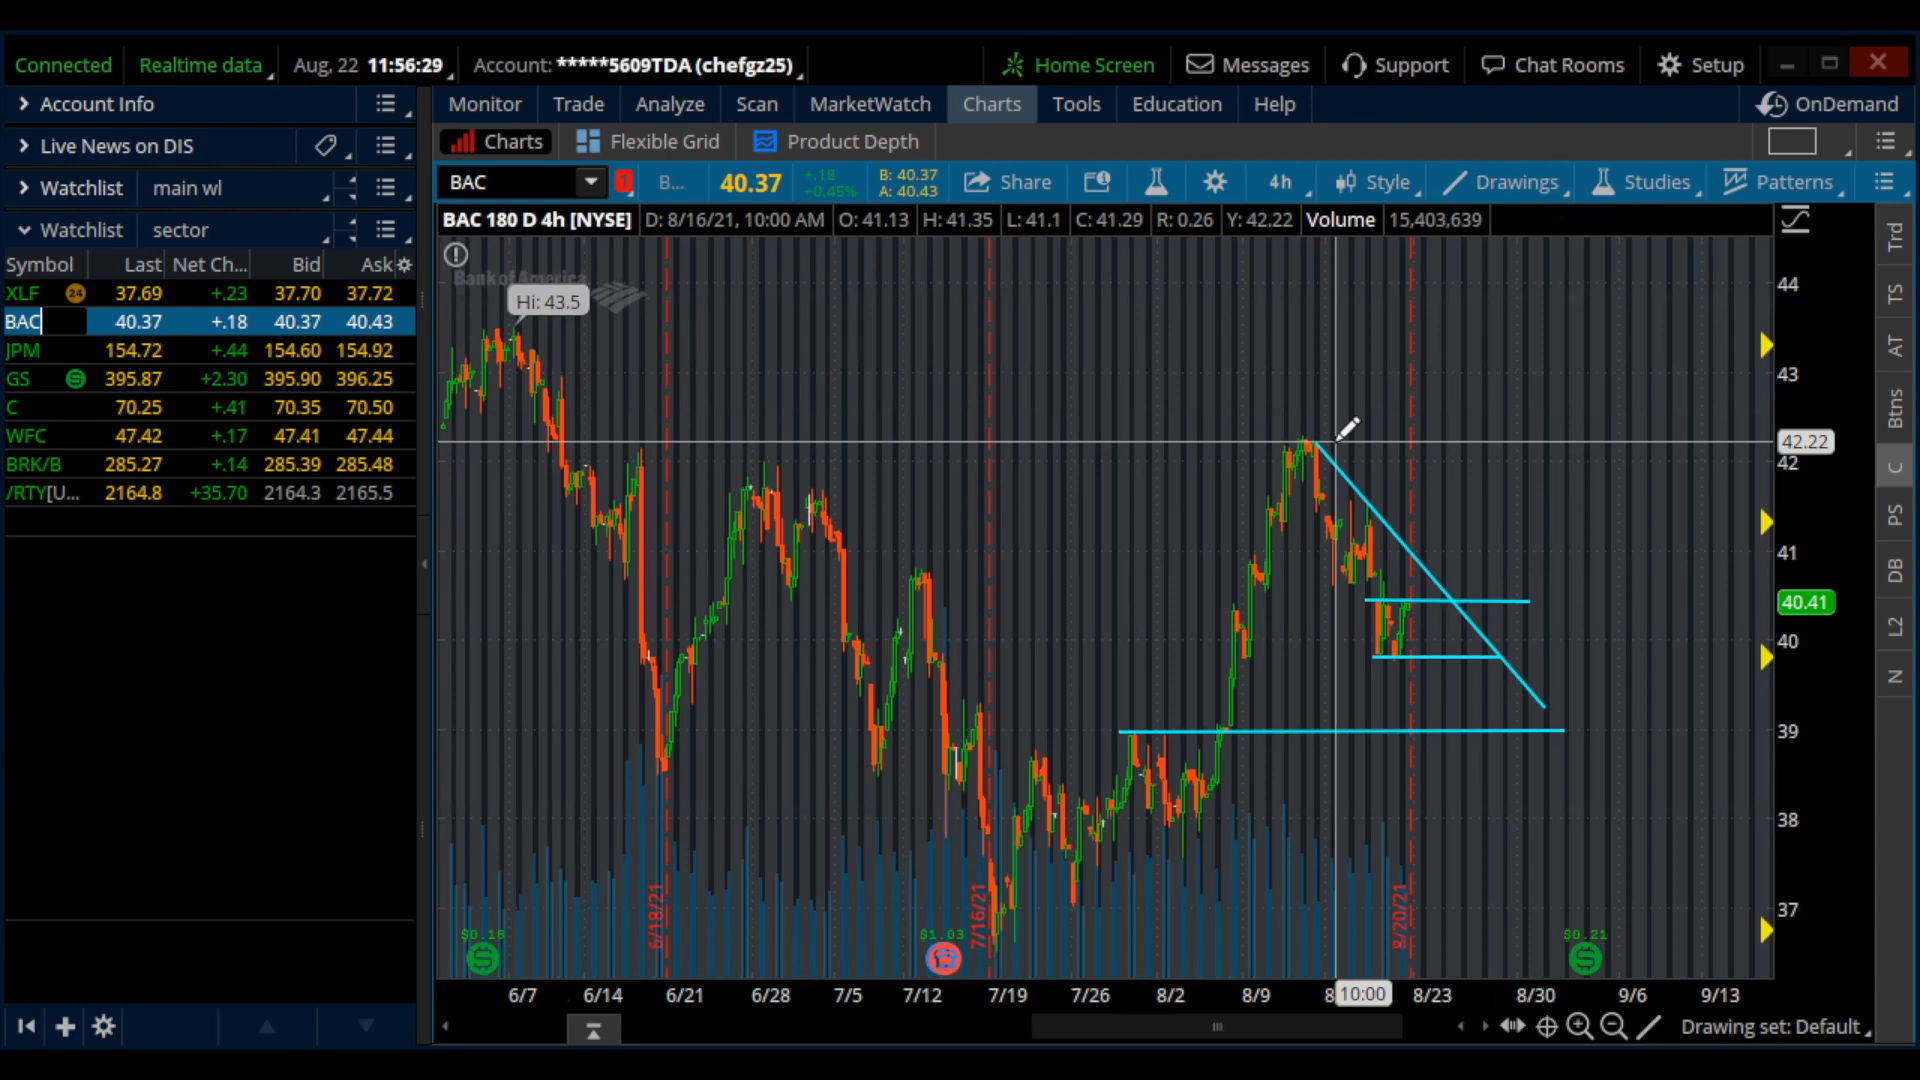 Connected Realtime data Aug, 22 11:56:29 Account: *****5609TDA (chefgz25) Home Screen Messages Support Chat Rooms Setup
Account Info
Monitor Trade Analyze Scan MarketWatch Charts Tools Education Help OnDemand
Live News on DIS
Charts Flexible Grid Product Depth
Watchlist main wl
BAC 1 B... 40.37 +.18 +0.45% B: 40.37 A: 40.43 Share 4h Style Drawings Studies Patterns
Watchlist sector
BAC 180 D 4h [NYSE] D: 8/16/21, 10:00 AM O: 41.13 H: 41.35 L: 41.1 C: 41.29 R: 0.26 Y: 42.22 Volume 15,403,639
Symbol Last Net Ch... Bid Ask
XLF 24 37.69 +.23 37.70 37.72
BAC 40.37 +.18 40.37 40.43
JPM 154.72 +.44 154.60 154.92
GS 395.87 +2.30 395.90 396.25
C 70.25 +.41 70.35 70.50
WFC 47.42 +.17 47.41 47.44
BRK/B 285.27 +.14 285.39 285.48
/RTY[U... 2164.8 +35.70 2164.3 2165.5
Bank of America
Hi: 43.5
44
43
42.22
42
41
40.41
40
39
38
37
Trd
TS
AT
Btns
C
PS
DB
L2
N
6/18/21
7/16/21
8/20/21
$0.18
$1.03
$0.21
6/7 6/14 6/21 6/28 7/5 7/12 7/19 7/26 8/2 8/9 8 10:00 8/23 8/30 9/6 9/13
Drawing set: Default